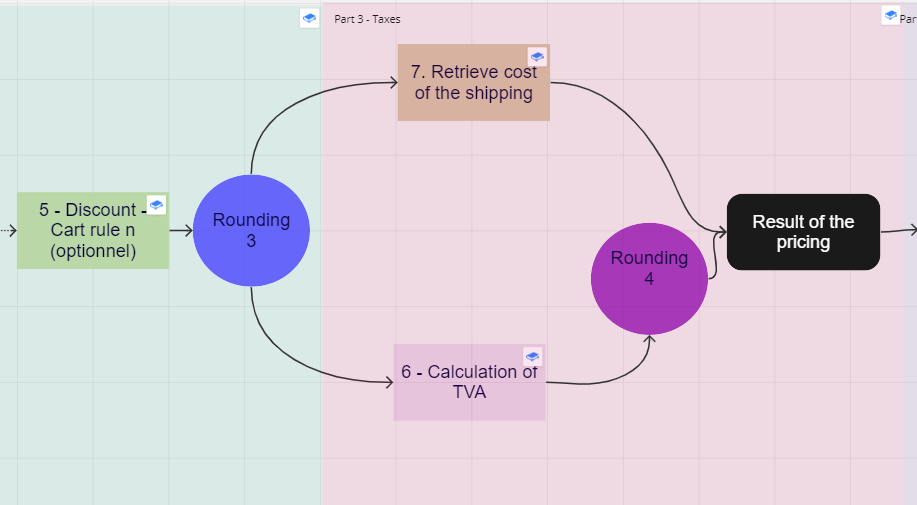 Part 3 - Taxes
Par
7. Retrieve cost
of the shipping
5 - Discount -
Cart rule n
(optionnel)
Rounding
3
Result of the
pricing
Rounding
4
6 - Calculation of
TVA